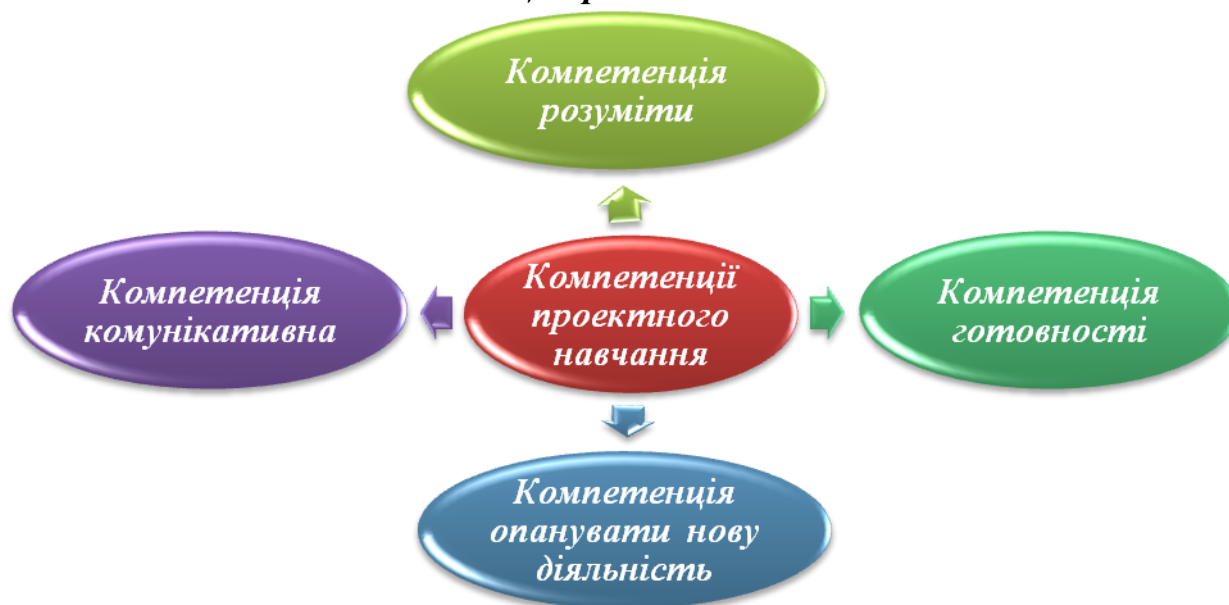 Компетенція
розуміти
Компетенція
комунікативна
Компетенції
проектного
навчання
Компетенція
готовності
Компетенція
опанувати нову
діяльність